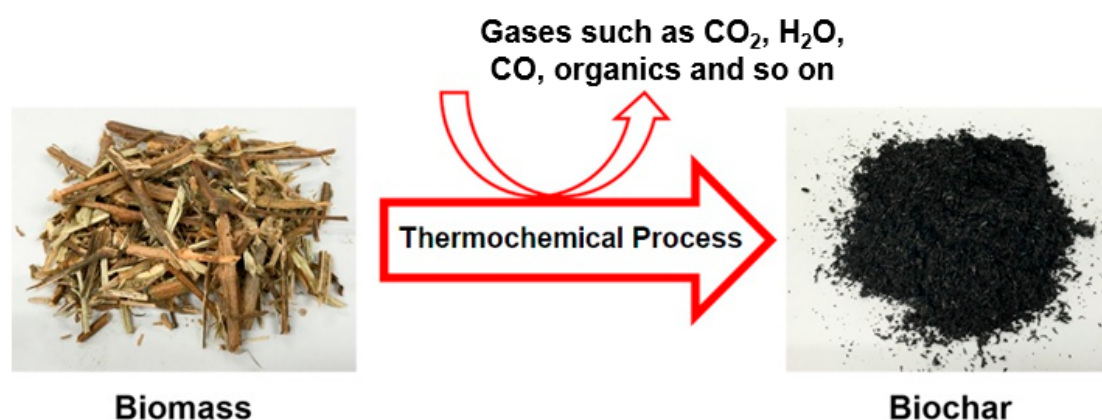 Gases such as CO₂, H₂O,
CO, organics and so on
Thermochemical Process
Biomass
Biochar